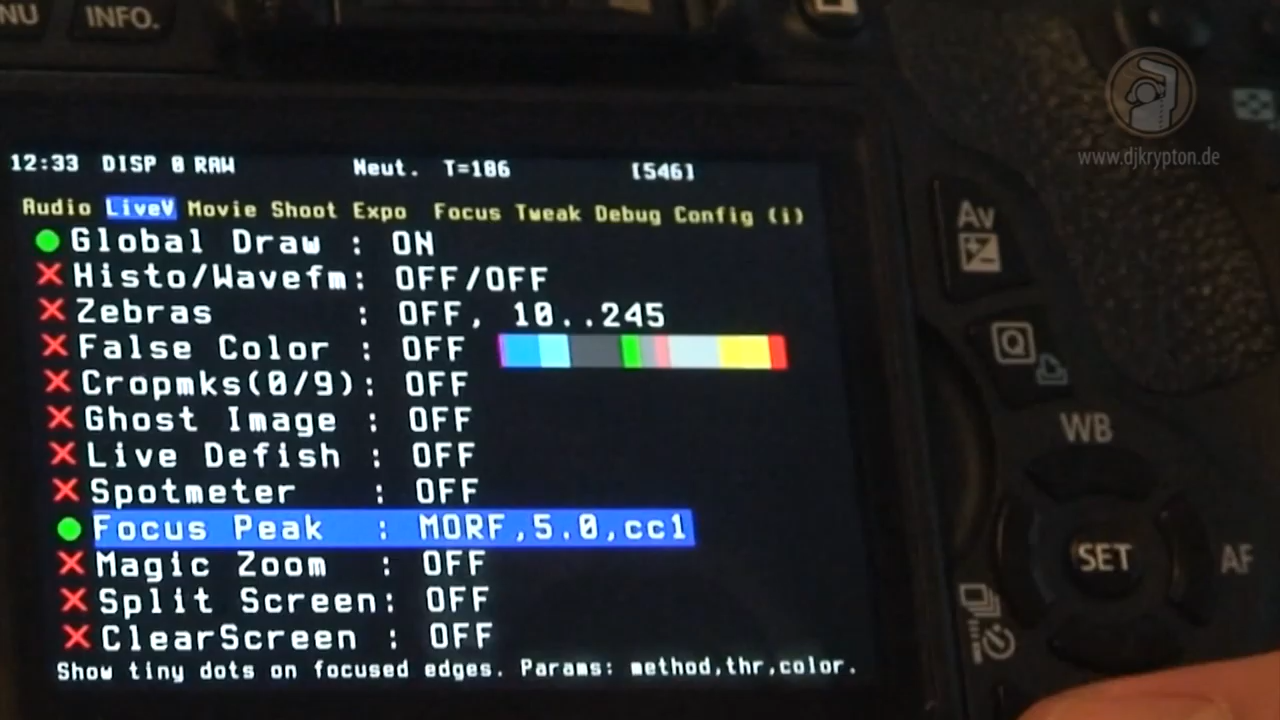 NU INFO.
www.djkrypton.de
12:33 DISP 0 RAW Neut. T=186 [546]
Audio LiveV Movie Shoot Expo Focus Tweak Debug Config (i)
Global Draw : ON
Histo/Wavefm: OFF/OFF
Zebras : OFF, 10..245
False Color : OFF
Cropmks(0/9): OFF
Ghost Image : OFF
Live Defish : OFF
Spotmeter : OFF
Focus Peak : MORF,5.0,cc1
Magic Zoom : OFF
Split Screen: OFF
ClearScreen : OFF
Show tiny dots on focused edges. Params: method,thr,color.
Av
Q
WB
SET
AF